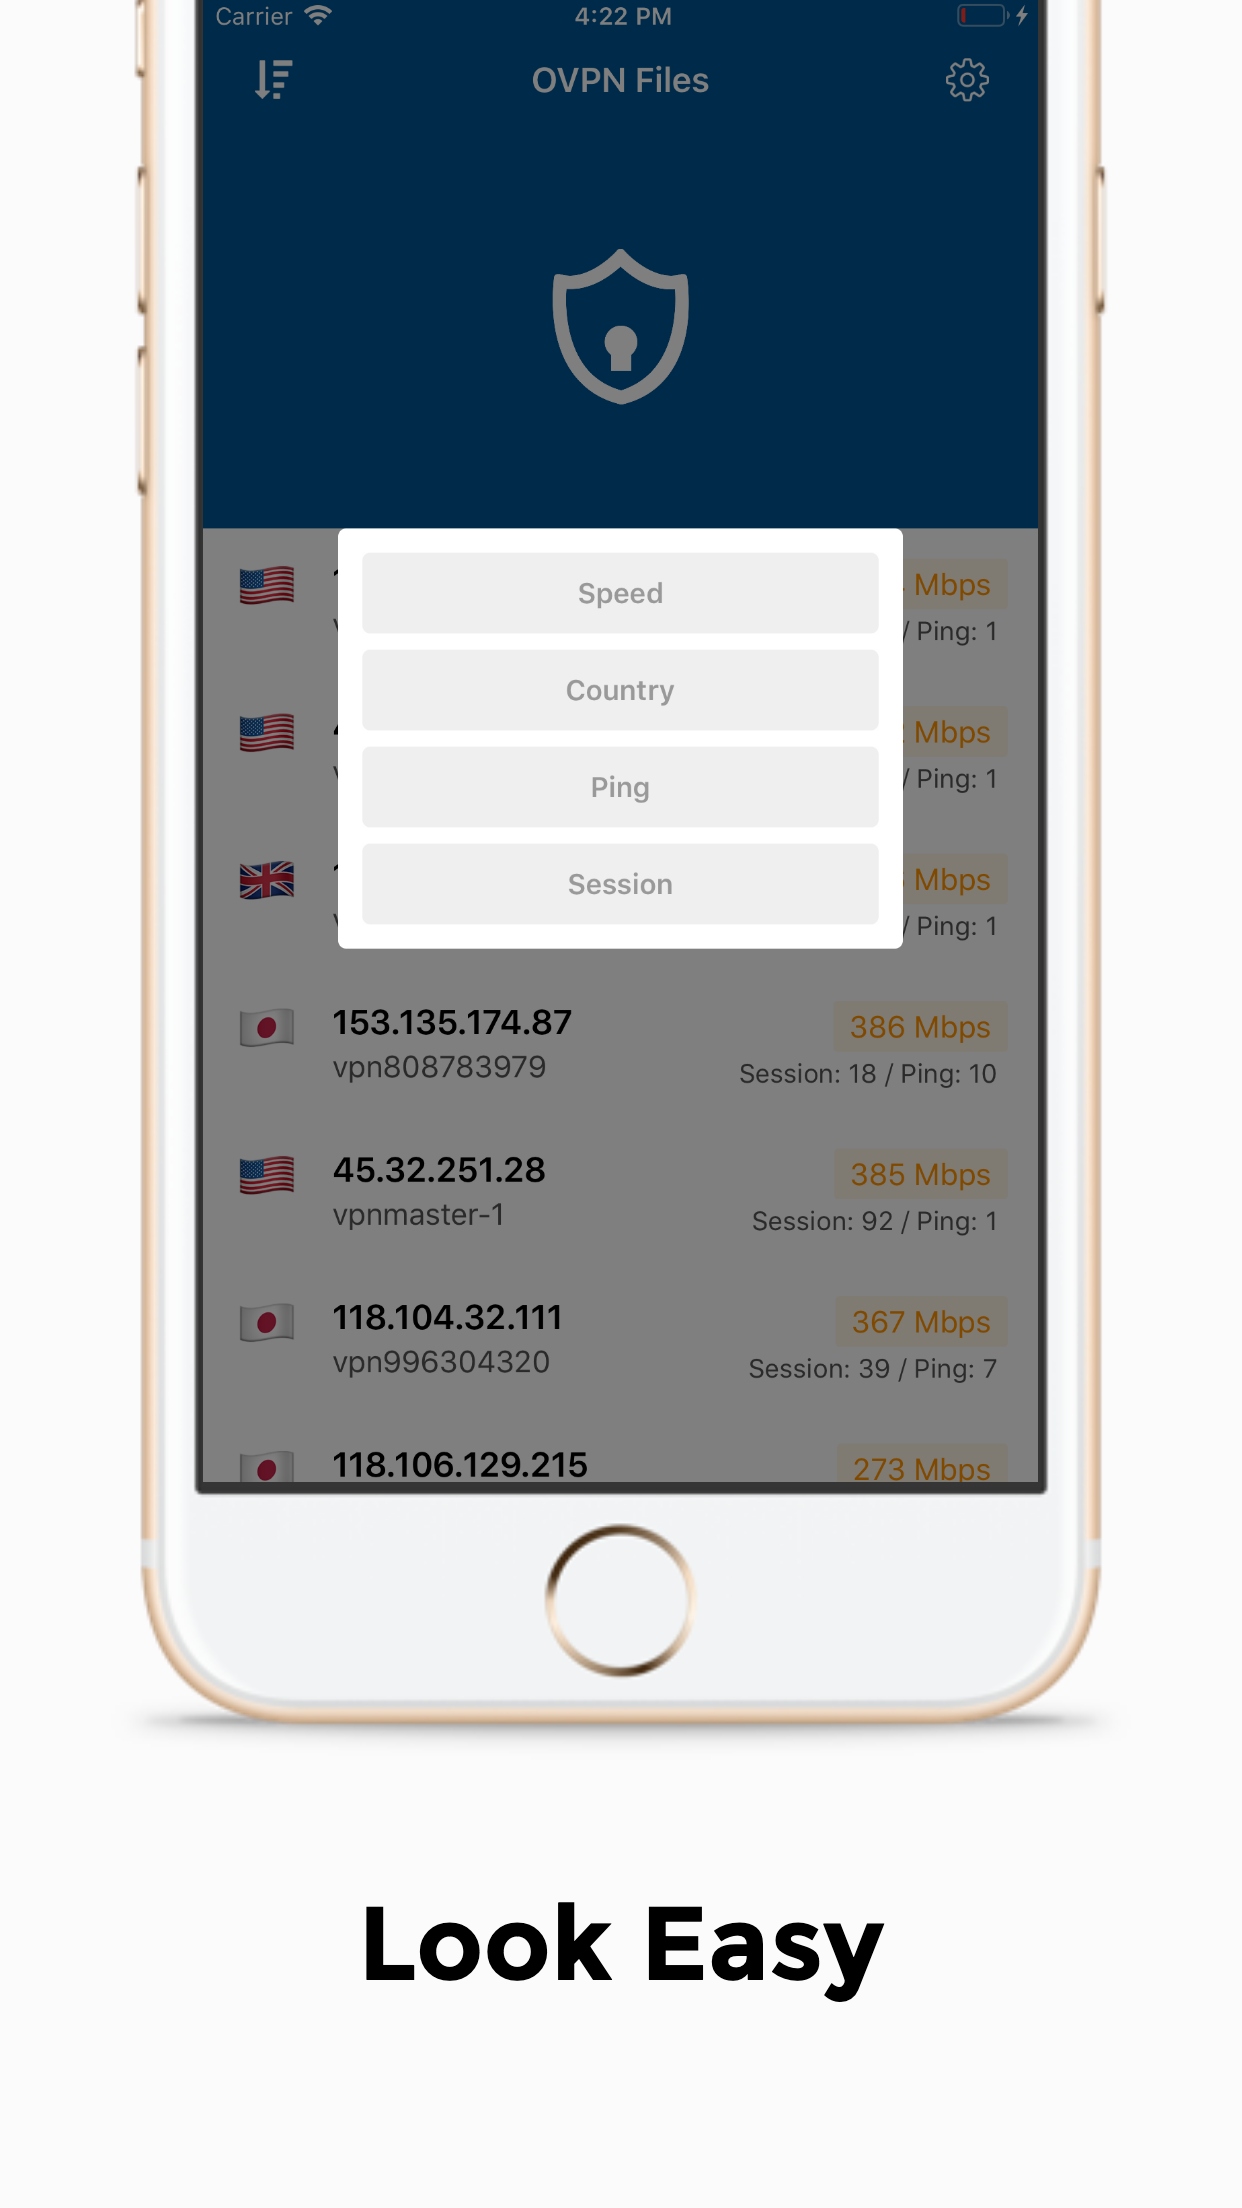 Carrier
4:22 PM
OVPN Files
Speed
Country
Ping
Session
Mbps
/ Ping: 1
Mbps
/ Ping: 1
Mbps
/ Ping: 1
153.135.174.87
386 Mbps
vpn808783979
Session: 18 / Ping: 10
45.32.251.28
385 Mbps
vpnmaster-1
Session: 92 / Ping: 1
118.104.32.111
367 Mbps
vpn996304320
Session: 39 / Ping: 7
118.106.129.215
273 Mbps
Look Easy